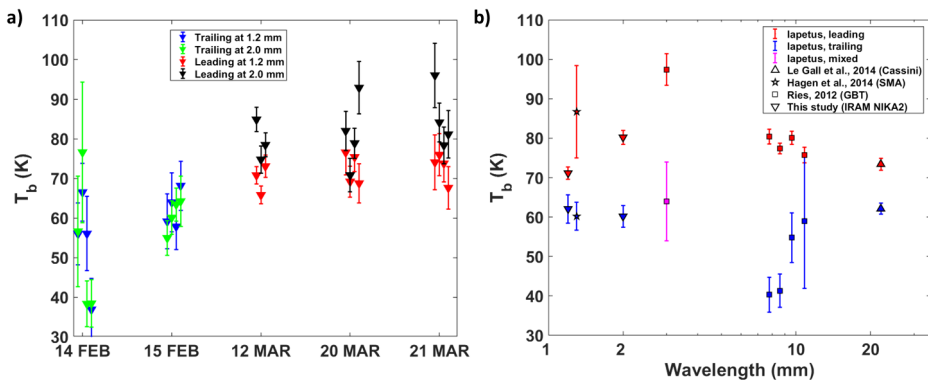 a)
Trailing at 1.2 mm
Trailing at 2.0 mm
Leading at 1.2 mm
Leading at 2.0 mm
110
100
90
80
70
60
50
40
30
T_b (K)
14 FEB 15 FEB 12 MAR 20 MAR 21 MAR
b)
Iapetus, leading
Iapetus, trailing
Iapetus, mixed
Le Gall et al., 2014 (Cassini)
Hagen et al., 2014 (SMA)
Ries, 2012 (GBT)
This study (IRAM NIKA2)
110
100
90
80
70
60
50
40
30
T_b (K)
1 2 10 20
Wavelength (mm)